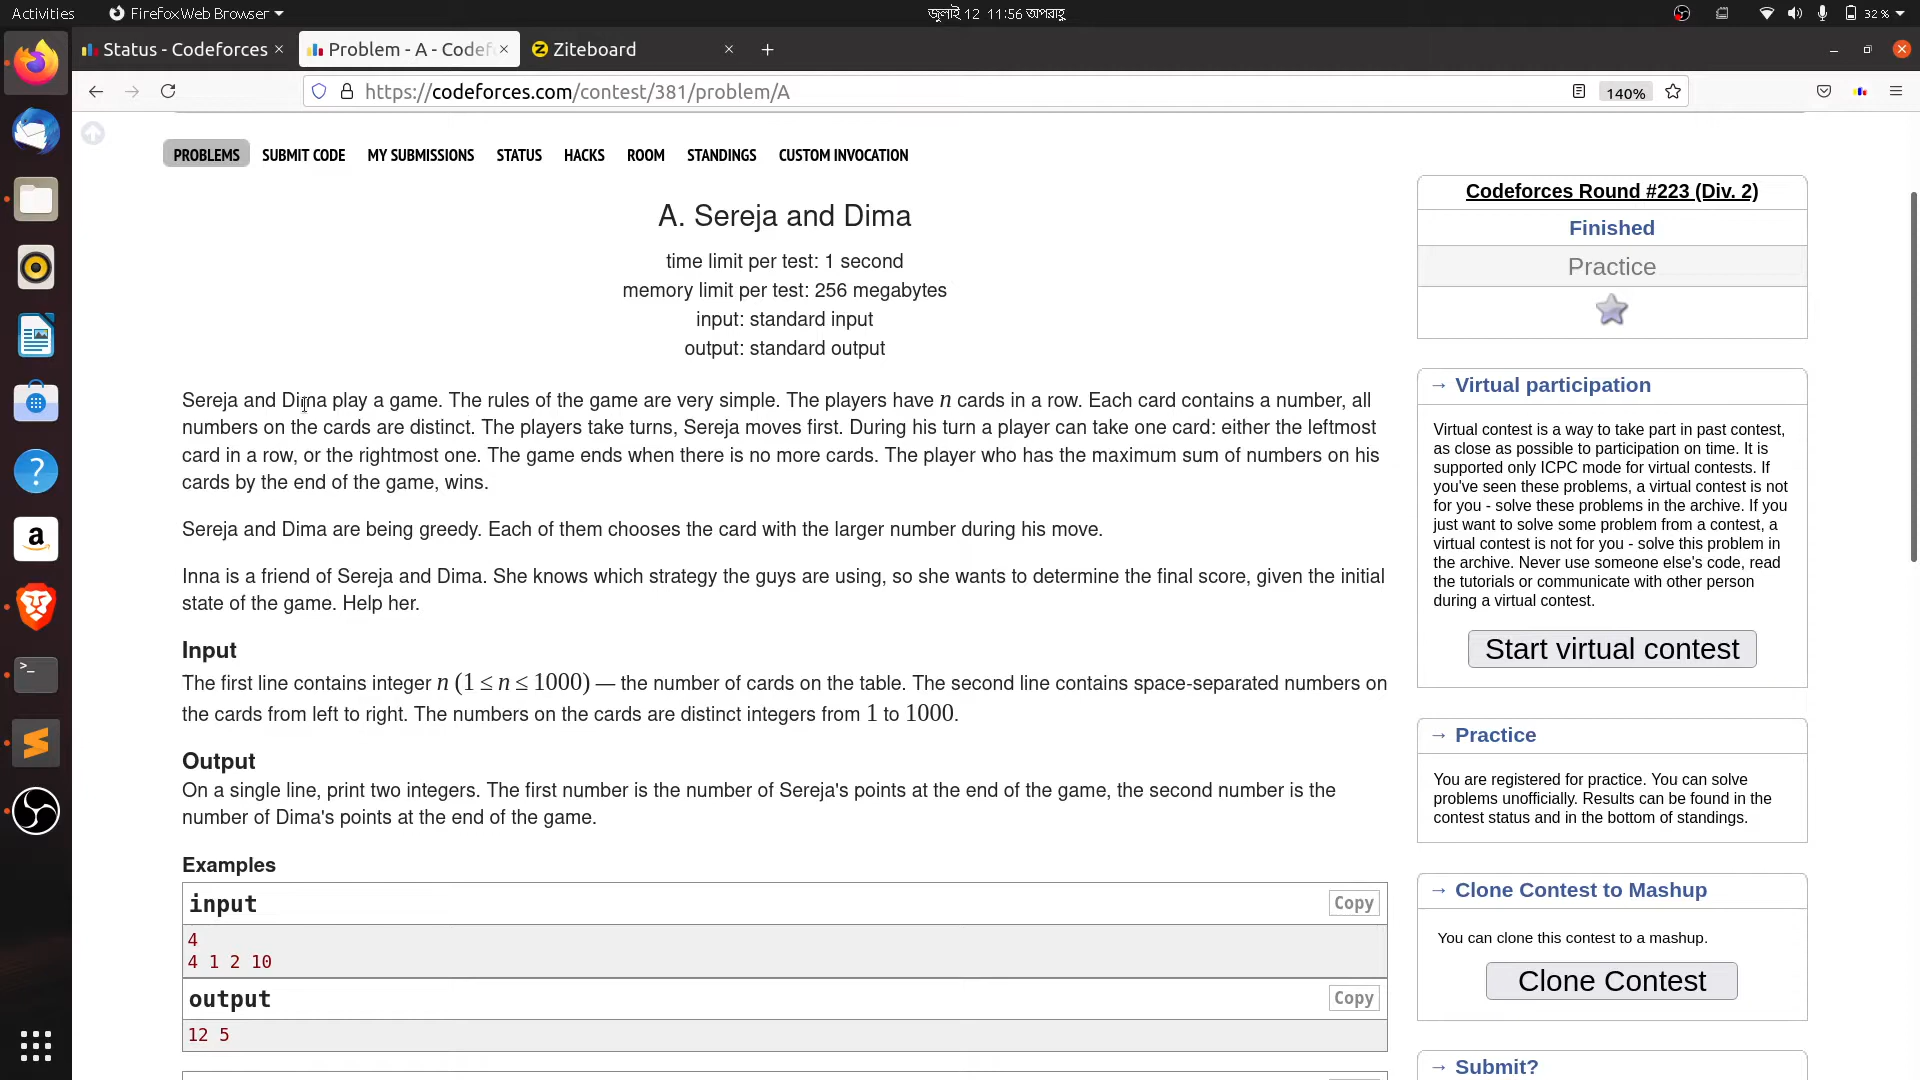 Activities
Firefox Web Browser
জুলাই 12 11:56 অপরাহ্ণ
32 %
Status - Codeforces
Problem - A - Codef
Ziteboard
https://codeforces.com/contest/381/problem/A
140%
PROBLEMS SUBMIT CODE MY SUBMISSIONS STATUS HACKS ROOM STANDINGS CUSTOM INVOCATION
A. Sereja and Dima
time limit per test: 1 second
memory limit per test: 256 megabytes
input: standard input
output: standard output
Sereja and Dima play a game. The rules of the game are very simple. The players have n cards in a row. Each card contains a number, all
numbers on the cards are distinct. The players take turns, Sereja moves first. During his turn a player can take one card: either the leftmost
card in a row, or the rightmost one. The game ends when there is no more cards. The player who has the maximum sum of numbers on his
cards by the end of the game, wins.
Sereja and Dima are being greedy. Each of them chooses the card with the larger number during his move.
Inna is a friend of Sereja and Dima. She knows which strategy the guys are using, so she wants to determine the final score, given the initial
state of the game. Help her.
Input
The first line contains integer n (1 ≤ n ≤ 1000) — the number of cards on the table. The second line contains space-separated numbers on
the cards from left to right. The numbers on the cards are distinct integers from 1 to 1000.
Output
On a single line, print two integers. The first number is the number of Sereja's points at the end of the game, the second number is the
number of Dima's points at the end of the game.
Examples
input
Copy
4
4 1 2 10
output
Copy
12 5
Codeforces Round #223 (Div. 2)
Finished
Practice
→ Virtual participation
Virtual contest is a way to take part in past contest,
as close as possible to participation on time. It is
supported only ICPC mode for virtual contests. If
you've seen these problems, a virtual contest is not
for you - solve these problems in the archive. If you
just want to solve some problem from a contest, a
virtual contest is not for you - solve this problem in
the archive. Never use someone else's code, read
the tutorials or communicate with other person
during a virtual contest.
Start virtual contest
→ Practice
You are registered for practice. You can solve
problems unofficially. Results can be found in the
contest status and in the bottom of standings.
→ Clone Contest to Mashup
You can clone this contest to a mashup.
Clone Contest
→ Submit?